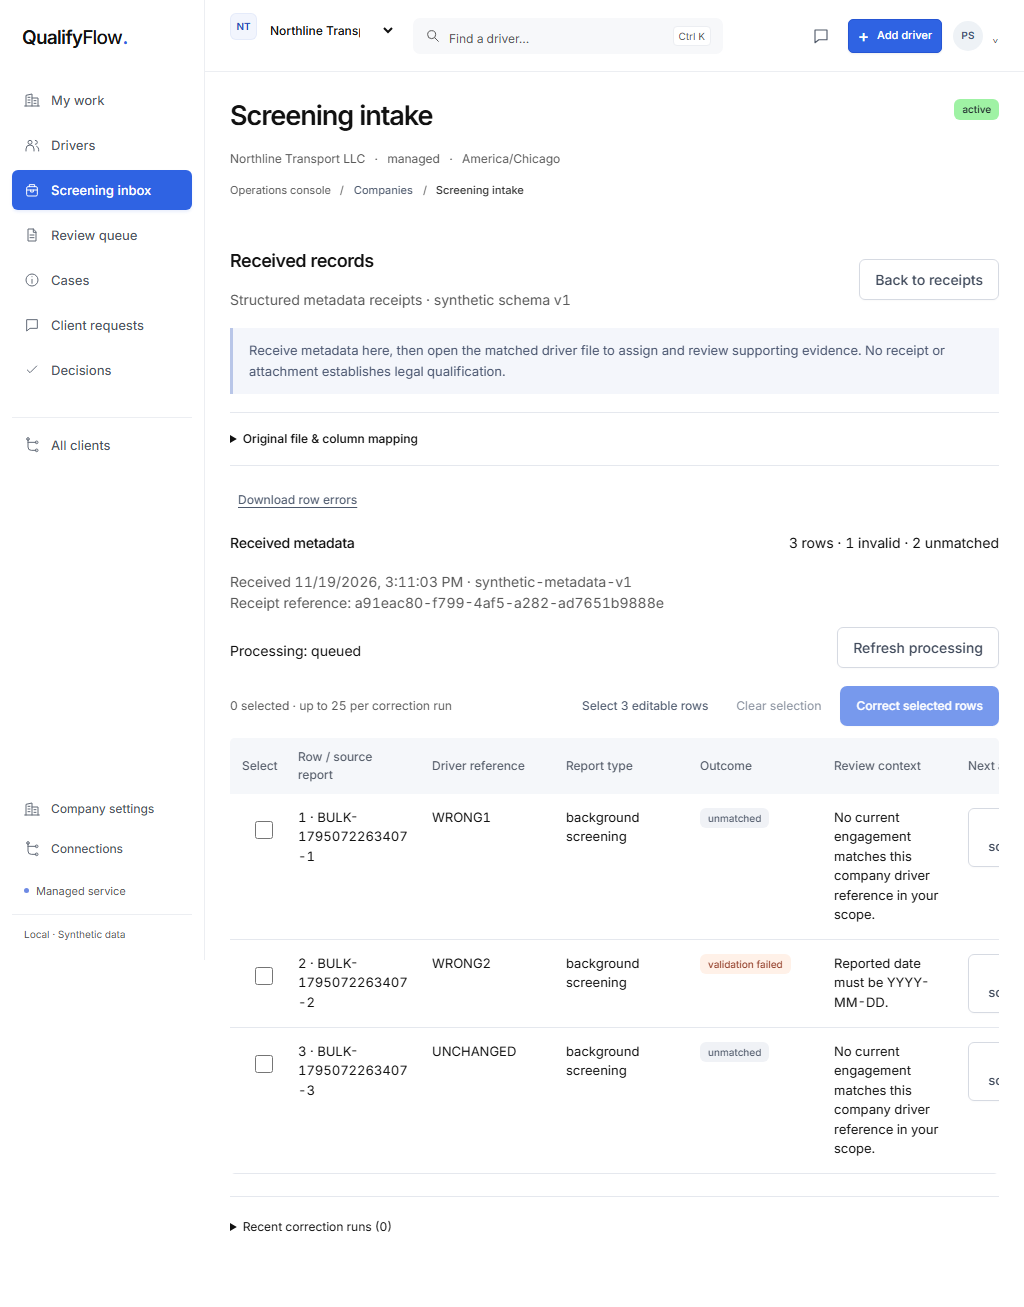 QualifyFlow.
NT
Northline Transp
Find a driver...
Ctrl K
+ Add driver
PS
My work
Drivers
Screening inbox
Review queue
Cases
Client requests
Decisions
All clients
Company settings
Connections
Managed service
Local · Synthetic data
Screening intake
active
Northline Transport LLC · managed · America/Chicago
Operations console / Companies / Screening intake
Received records
Back to receipts
Structured metadata receipts · synthetic schema v1
Receive metadata here, then open the matched driver file to assign and review supporting evidence. No receipt or
attachment establishes legal qualification.
Original file & column mapping
Download row errors
Received metadata
3 rows · 1 invalid · 2 unmatched
Received 11/19/2026, 3:11:03 PM · synthetic-metadata-v1
Receipt reference: a91eac80-f799-4af5-a282-ad7651b9888e
Processing: queued
Refresh processing
0 selected · up to 25 per correction run
Select 3 editable rows
Clear selection
Correct selected rows
Select
Row / source
report
Driver reference
Report type
Outcome
Review context
Next
1 · BULK-
1795072263407
-1
WRONG1
background
screening
unmatched
No current
engagement
matches this
company driver
reference in your
scope.
2 · BULK-
1795072263407
-2
WRONG2
background
screening
validation failed
Reported date
must be YYYY-
MM-DD.
3 · BULK-
1795072263407
-3
UNCHANGED
background
screening
unmatched
No current
engagement
matches this
company driver
reference in your
scope.
Recent correction runs (0)